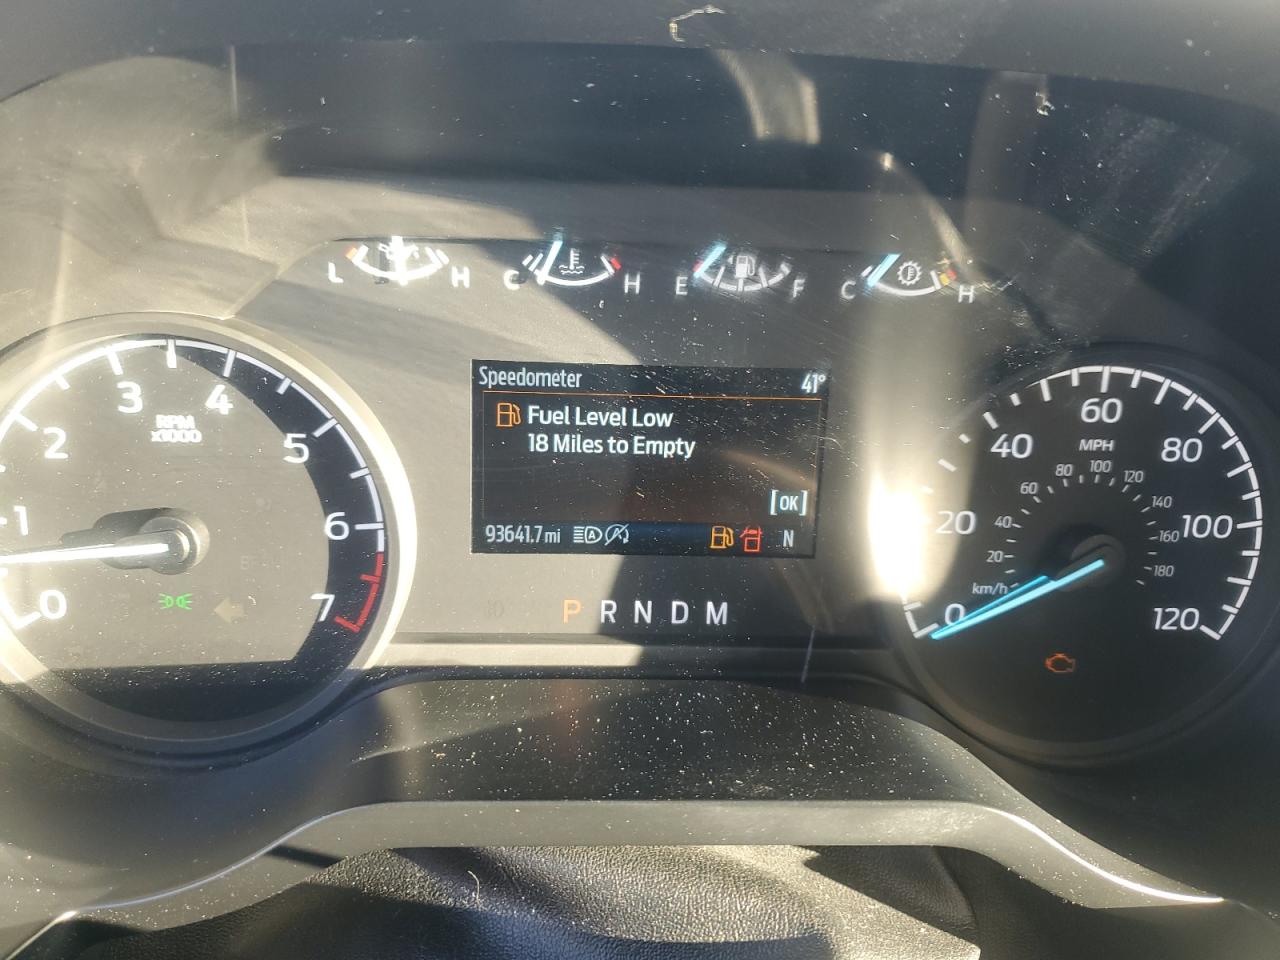 L H C H E F C H
Speedometer 41°
Fuel Level Low
18 Miles to Empty
[OK]
93641.7 mi N
P R N D M
0 1 2 3 4 5 6 7
RPM
x1000
0 20 40 60 80 100 120
MPH
20 40 60 80 100 120 140 160 180
km/h